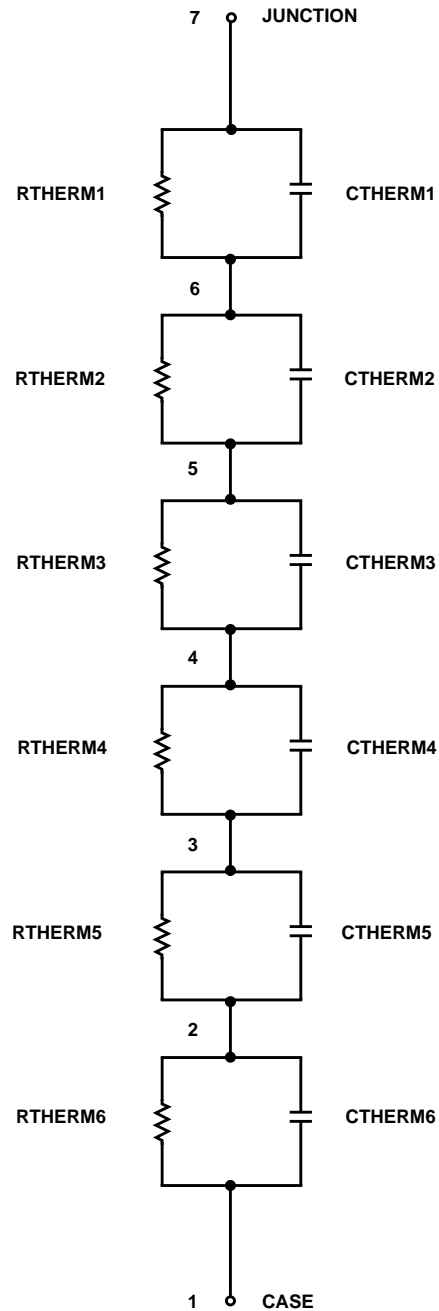 7 JUNCTION
RTHERM1 CTHERM1
6
RTHERM2 CTHERM2
5
RTHERM3 CTHERM3
4
RTHERM4 CTHERM4
3
RTHERM5 CTHERM5
2
RTHERM6 CTHERM6
1 CASE